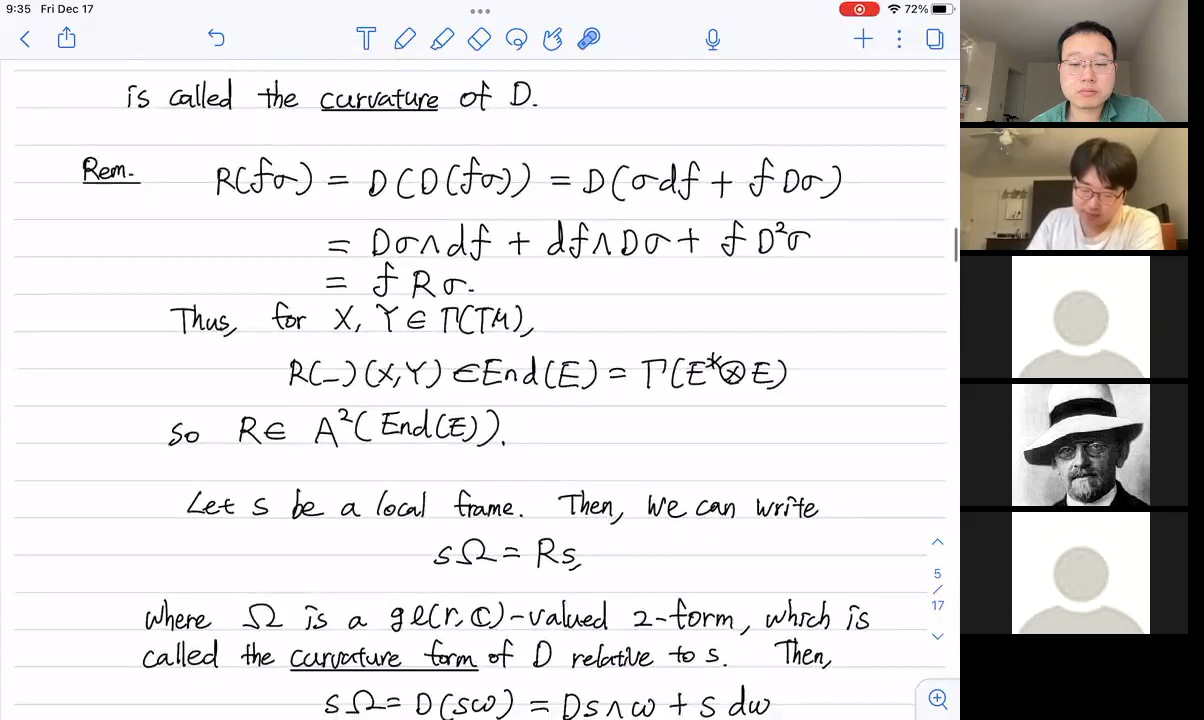 9:35 Fri Dec 17
72%
is called the curvature of D.
Rem. R(fσ) = D(D(fσ)) = D(σdf + f Dσ)
= Dσ∧df + df∧Dσ + f D²σ
= f Rσ.
Thus, for X, Y ∈ Γ(TM),
R(–)(X,Y) ∈ End(E) = Γ(E*⊗E)
so R ∈ A²(End(E)).
Let s be a local frame. Then, we can write
sΩ = Rs,
where Ω is a gl(r,ℂ)-valued 2-form, which is
called the curvature form of D relative to s. Then,
sΩ = D(sω) = Ds∧ω + s dω
5
/
17